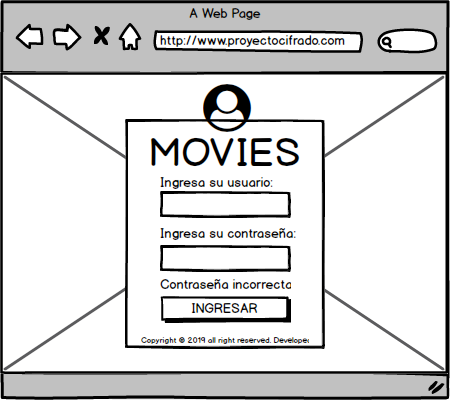 A Web Page
http://www.proyectocifrado.com
MOVIES
Ingresa su usuario:
Ingresa su contraseña:
Contraseña incorrecta
INGRESAR
Copyright © 2019 all right reserved. Developer